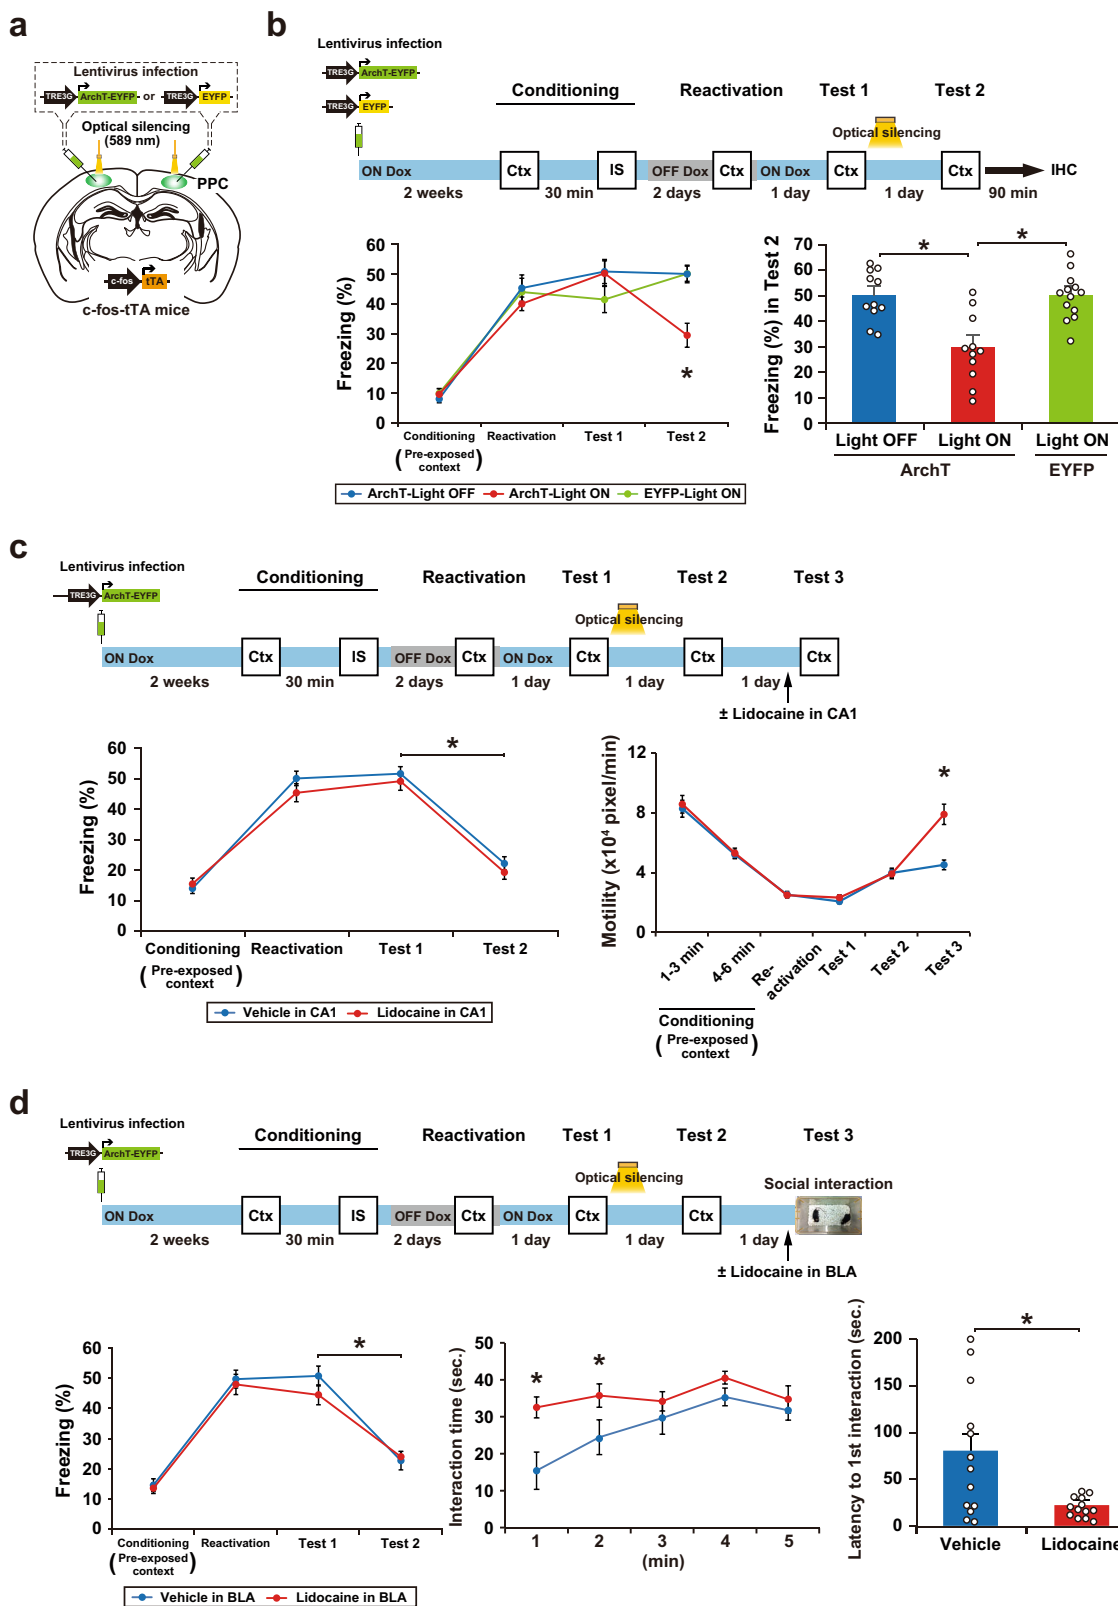 a
Lentivirus infection
TRE3G ArchT-EYFP or TRE3G EYFP
Optical silencing
(589 nm)
PPC
c-fos tTA
c-fos-tTA mice
b
Lentivirus infection
TRE3G ArchT-EYFP
TRE3G EYFP
Conditioning Reactivation Test 1 Test 2
Optical silencing
ON Dox Ctx IS OFF Dox Ctx ON Dox Ctx Ctx IHC
2 weeks 30 min 2 days 1 day 1 day 90 min
Freezing (%)
60
50
40
30
20
10
0
Conditioning Reactivation Test 1 Test 2
(Pre-exposed context)
*
ArchT-Light OFF ArchT-Light ON EYFP-Light ON
Freezing (%) in Test 2
70
60
50
40
30
20
10
0
* *
Light OFF Light ON Light ON
ArchT EYFP
c
Lentivirus infection
TRE3G ArchT-EYFP
Conditioning Reactivation Test 1 Test 2 Test 3
Optical silencing
ON Dox Ctx IS OFF Dox Ctx ON Dox Ctx Ctx Ctx
2 weeks 30 min 2 days 1 day 1 day 1 day
± Lidocaine in CA1
Freezing (%)
60
50
40
30
20
10
0
*
Conditioning Reactivation Test 1 Test 2
(Pre-exposed context)
Vehicle in CA1 Lidocaine in CA1
Motility (x10⁴ pixel/min)
12
8
4
0
*
1-3 min 4-6 min Re-activation Test 1 Test 2 Test 3
Conditioning
(Pre-exposed context)
d
Lentivirus infection
TRE3G ArchT-EYFP
Conditioning Reactivation Test 1 Test 2 Test 3
Optical silencing Social interaction
ON Dox Ctx IS OFF Dox Ctx ON Dox Ctx Ctx
2 weeks 30 min 2 days 1 day 1 day 1 day
± Lidocaine in BLA
Freezing (%)
60
50
40
30
20
10
0
*
Conditioning Reactivation Test 1 Test 2
(Pre-exposed context)
Vehicle in BLA Lidocaine in BLA
Interaction time (sec.)
50
40
30
20
10
0
* *
1 2 3 4 5
(min)
Latency to 1st interaction (sec.)
200
150
100
50
0
*
Vehicle Lidocaine